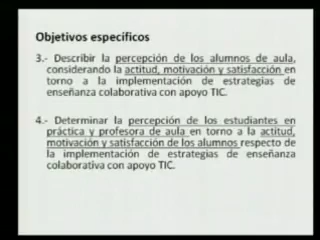 Objetivos específicos
3.- Describir la percepción de los alumnos de aula,
considerando la actitud, motivación y satisfacción en
torno a la implementación de estrategias de
enseñanza colaborativa con apoyo TIC.
4.- Determinar la percepción de los estudiantes en
práctica y profesora de aula en torno a la actitud,
motivación y satisfacción de los alumnos respecto de
la implementación de estrategias de enseñanza
colaborativa con apoyo TIC.